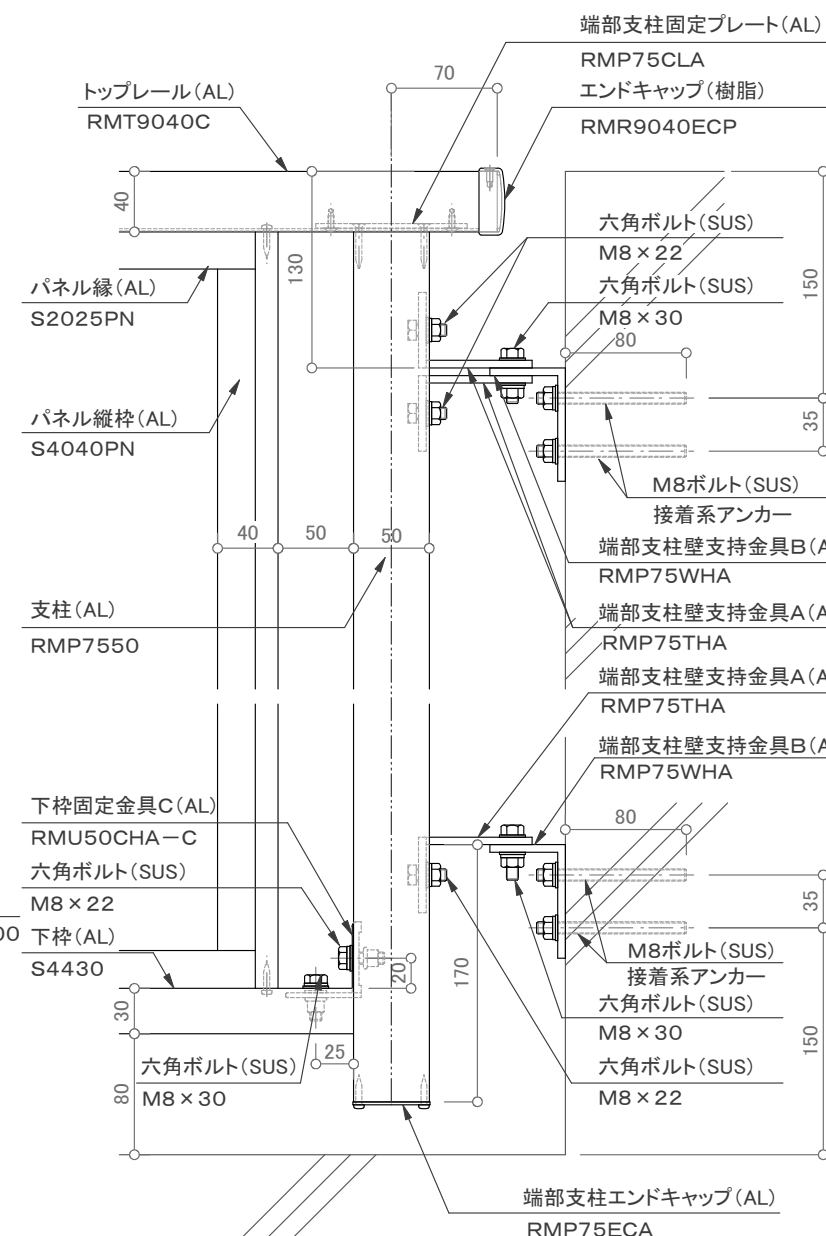 端部支柱固定プレート(AL)
RMP75CLA
70
トップレール(AL)
RMT9040C
エンドキャップ(樹脂)
RMR9040ECP
40
130
六角ボルト(SUS)
M8×22
六角ボルト(SUS)
M8×30
150
80
パネル縁(AL)
S2025PN
パネル縦枠(AL)
S4040PN
35
M8ボルト(SUS)
接着系アンカー
40
50
50
端部支柱壁支持金具B(A
RMP75WHA
支柱(AL)
RMP7550
端部支柱壁支持金具A(A
RMP75THA
端部支柱壁支持金具A(A
RMP75THA
端部支柱壁支持金具B(A
RMP75WHA
下枠固定金具C(AL)
RMU50CHA-C
80
六角ボルト(SUS)
M8×22
35
00
下枠(AL)
S4430
20
170
M8ボルト(SUS)
接着系アンカー
30
六角ボルト(SUS)
M8×30
25
150
六角ボルト(SUS)
M8×30
80
六角ボルト(SUS)
M8×22
端部支柱エンドキャップ(AL)
RMP75ECA